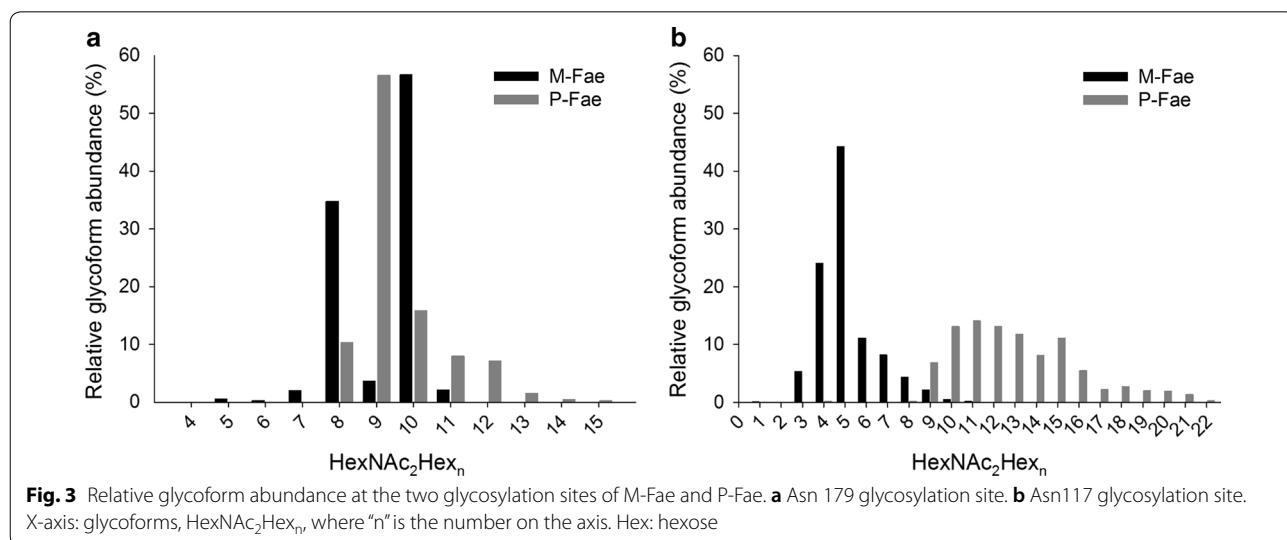 a
Relative glycoform abundance (%)
60
50
40
30
20
10
0
M-Fae
P-Fae
4 5 6 7 8 9 10 11 12 13 14 15
HexNAc₂Hexₙ
b
Relative glycoform abundance (%)
60
50
40
30
20
10
0
M-Fae
P-Fae
0 1 2 3 4 5 6 7 8 9 10 11 12 13 14 15 16 17 18 19 20 21 22
HexNAc₂Hexₙ
Fig. 3 Relative glycoform abundance at the two glycosylation sites of M-Fae and P-Fae. a Asn 179 glycosylation site. b Asn117 glycosylation site.
X-axis: glycoforms, HexNAc₂Hexₙ, where “n” is the number on the axis. Hex: hexose